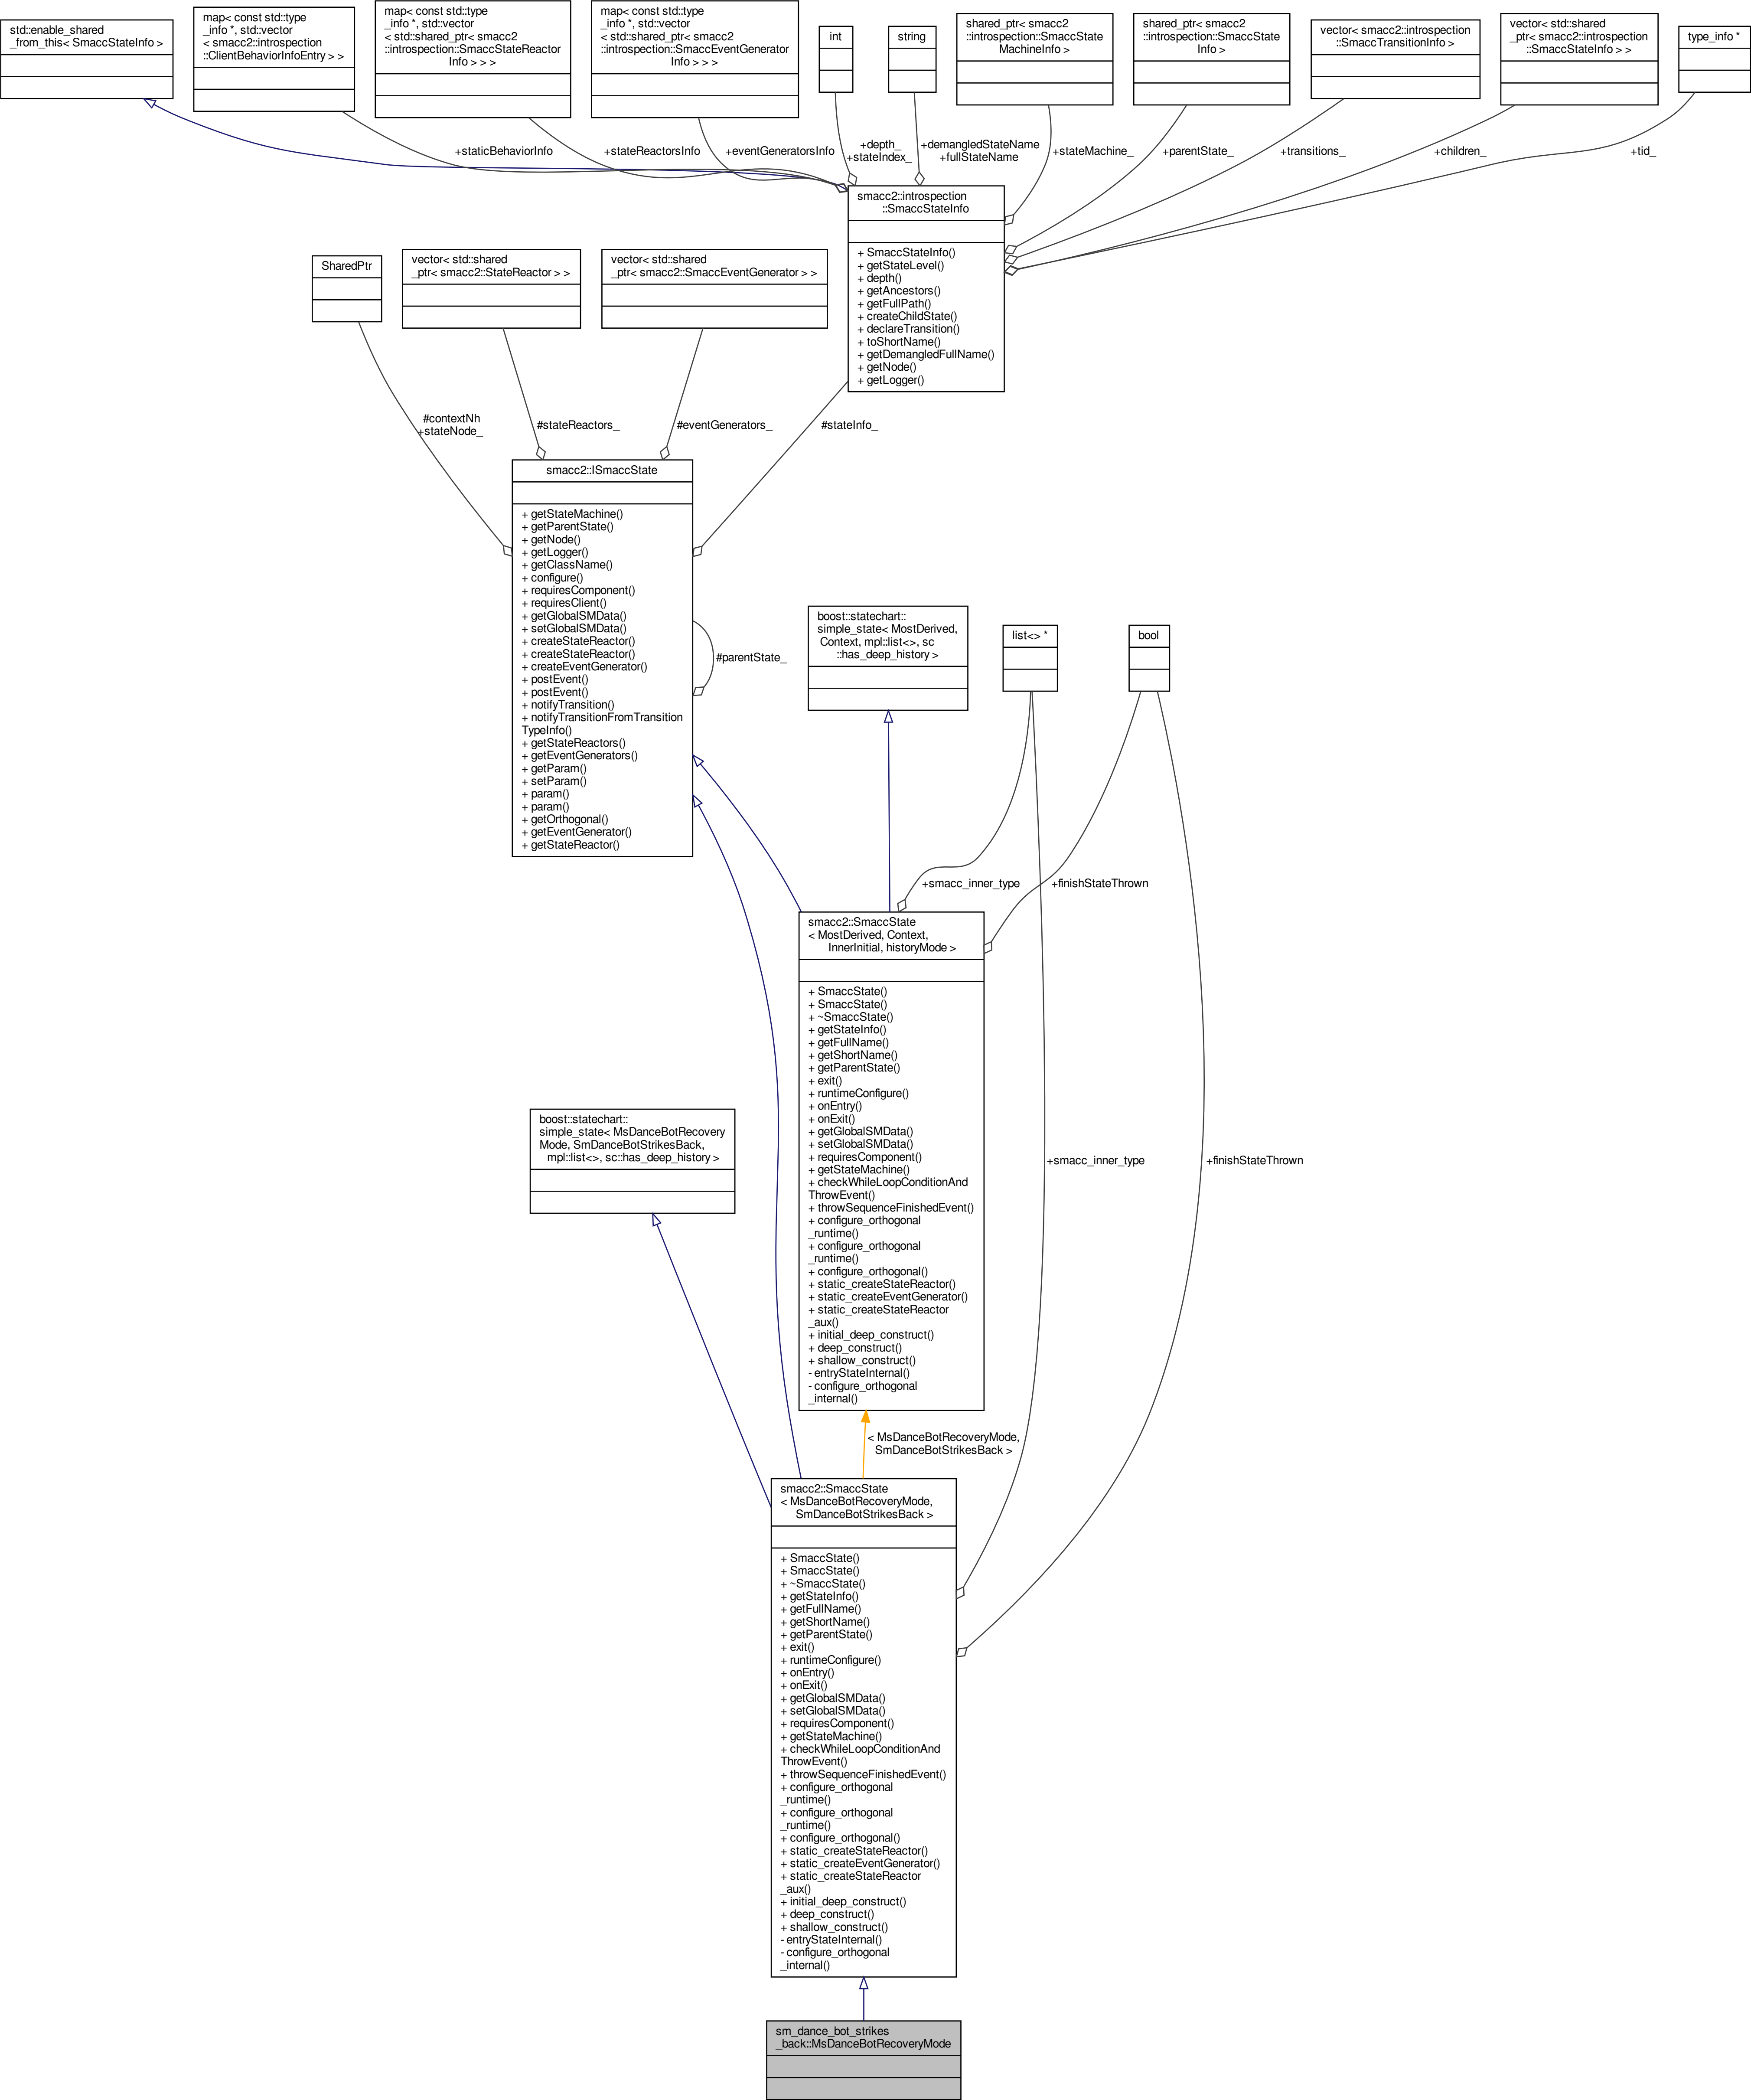 std::enable_shared
_from_this< SmaccStateInfo >
map< const std::type
_info *, std::vector
< smacc2::introspection
::ClientBehaviorInfoEntry > >
map< const std::type
_info *, std::vector
< std::shared_ptr< smacc2
::introspection::SmaccStateReactor
Info > > >
map< const std::type
_info *, std::vector
< std::shared_ptr< smacc2
::introspection::SmaccEventGenerator
Info > > >
int
string
shared_ptr< smacc2
::introspection::SmaccState
MachineInfo >
shared_ptr< smacc2
::introspection::SmaccState
Info >
vector< smacc2::introspection
::SmaccTransitionInfo >
vector< std::shared
_ptr< smacc2::introspection
::SmaccStateInfo > >
type_info *
+staticBehaviorInfo
+stateReactorsInfo
+eventGeneratorsInfo
+depth_
+stateIndex_
+demangledStateName
+fullStateName
+stateMachine_
+parentState_
+transitions_
+children_
+tid_
smacc2::introspection
::SmaccStateInfo
+ SmaccStateInfo()
+ getStateLevel()
+ depth()
+ getAncestors()
+ getFullPath()
+ createChildState()
+ declareTransition()
+ toShortName()
+ getDemangledFullName()
+ getNode()
+ getLogger()
SharedPtr
vector< std::shared
_ptr< smacc2::StateReactor > >
vector< std::shared
_ptr< smacc2::SmaccEventGenerator > >
#contextNh
+stateNode_
#stateReactors_
#eventGenerators_
#stateInfo_
smacc2::ISmaccState
+ getStateMachine()
+ getParentState()
+ getNode()
+ getLogger()
+ getClassName()
+ configure()
+ requiresComponent()
+ requiresClient()
+ getGlobalSMData()
+ setGlobalSMData()
+ createStateReactor()
+ createStateReactor()
+ createEventGenerator()
+ postEvent()
+ postEvent()
+ notifyTransition()
+ notifyTransitionFromTransition
TypeInfo()
+ getStateReactors()
+ getEventGenerators()
+ getParam()
+ setParam()
+ param()
+ param()
+ getOrthogonal()
+ getEventGenerator()
+ getStateReactor()
#parentState_
boost::statechart::
simple_state< MostDerived,
Context, mpl::list<>, sc
::has_deep_history >
list<> *
bool
+smacc_inner_type
+finishStateThrown
smacc2::SmaccState
< MostDerived, Context,
InnerInitial, historyMode >
+ SmaccState()
+ SmaccState()
+ ~SmaccState()
+ getStateInfo()
+ getFullName()
+ getShortName()
+ getParentState()
+ exit()
+ runtimeConfigure()
+ onEntry()
+ onExit()
+ getGlobalSMData()
+ setGlobalSMData()
+ requiresComponent()
+ getStateMachine()
+ checkWhileLoopConditionAnd
ThrowEvent()
+ throwSequenceFinishedEvent()
+ configure_orthogonal
_runtime()
+ configure_orthogonal
_runtime()
+ configure_orthogonal()
+ static_createStateReactor()
+ static_createEventGenerator()
+ static_createStateReactor
_aux()
+ initial_deep_construct()
+ deep_construct()
+ shallow_construct()
- entryStateInternal()
- configure_orthogonal
_internal()
boost::statechart::
simple_state< MsDanceBotRecovery
Mode, SmDanceBotStrikesBack,
mpl::list<>, sc::has_deep_history >
+smacc_inner_type
+finishStateThrown
< MsDanceBotRecoveryMode,
SmDanceBotStrikesBack >
smacc2::SmaccState
< MsDanceBotRecoveryMode,
SmDanceBotStrikesBack >
+ SmaccState()
+ SmaccState()
+ ~SmaccState()
+ getStateInfo()
+ getFullName()
+ getShortName()
+ getParentState()
+ exit()
+ runtimeConfigure()
+ onEntry()
+ onExit()
+ getGlobalSMData()
+ setGlobalSMData()
+ requiresComponent()
+ getStateMachine()
+ checkWhileLoopConditionAnd
ThrowEvent()
+ throwSequenceFinishedEvent()
+ configure_orthogonal
_runtime()
+ configure_orthogonal
_runtime()
+ configure_orthogonal()
+ static_createStateReactor()
+ static_createEventGenerator()
+ static_createStateReactor
_aux()
+ initial_deep_construct()
+ deep_construct()
+ shallow_construct()
- entryStateInternal()
- configure_orthogonal
_internal()
sm_dance_bot_strikes
_back::MsDanceBotRecoveryMode